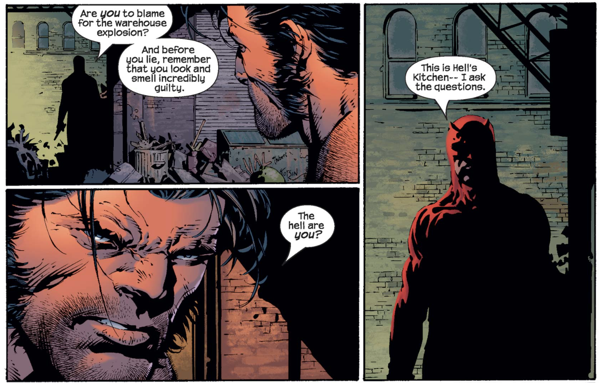 Are you to blame
for the warehouse
explosion?
And before
you lie, remember
that you look and
smell incredibly
guilty.
The
hell are
you?
This is Hell's
Kitchen-- I ask
the questions.